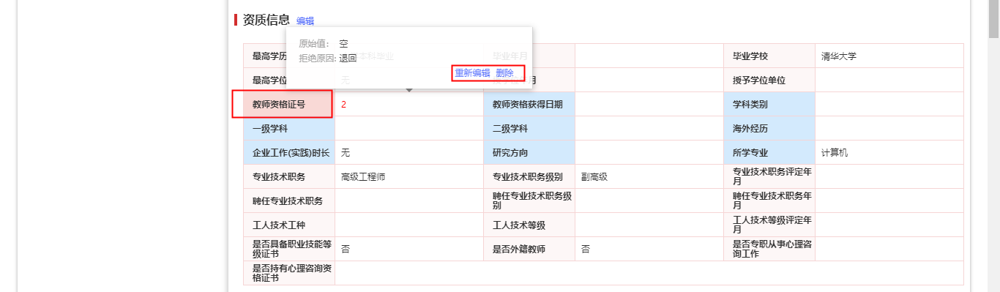 资质信息 编辑
原始值: 空
拒绝原因: 退回
重新编辑 删除
最高学历 本科毕业 毕业年月 毕业学校 清华大学
最高学位 无 月 授予学位单位
教师资格证号 2 教师资格获得日期 学科类别
一级学科 二级学科 海外经历
企业工作(实践)时长 无 研究方向 所学专业 计算机
专业技术职务 高级工程师 专业技术职务级别 副高级 专业技术职务评定年
月
聘任专业技术职务 聘任专业技术职务级
别 聘任专业技术职务年
月
工人技术工种 工人技术等级 工人技术等级评定年
月
是否具备职业技能等
级证书 否 是否外籍教师 否 是否专职从事心理咨
询工作
是否持有心理咨询资
格证书